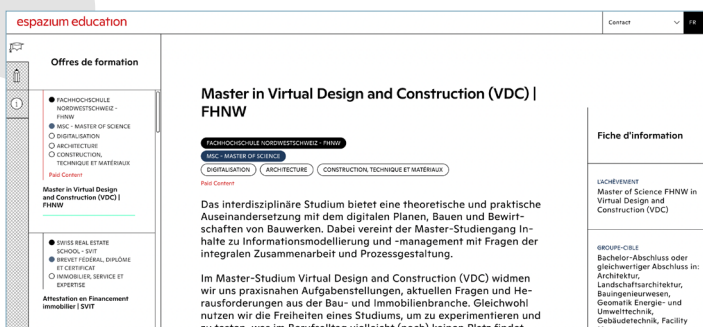 espazium education
Contact
FR
Offres de formation
FACHHOCHSCHULE
NORDWESTSCHWEIZ -
FHNW
MSC - MASTER OF SCIENCE
DIGITALISATION
ARCHITECTURE
CONSTRUCTION,
TECHNIQUE ET MATÉRIAUX
Paid Content
Master in Virtual Design
and Construction (VDC) |
FHNW
SWISS REAL ESTATE
SCHOOL - SVIT
BREVET FÉDÉRAL, DIPLÔME
ET CERTIFICAT
IMMOBILIER, SERVICE ET
EXPERTISE
Attestation en Financement
immobilier | SVIT
Master in Virtual Design and Construction (VDC) |
FHNW
FACHHOCHSCHULE NORDWESTSCHWEIZ - FHNW
MSC - MASTER OF SCIENCE
DIGITALISATION
ARCHITECTURE
CONSTRUCTION, TECHNIQUE ET MATÉRIAUX
Paid Content
Das interdisziplinäre Studium bietet eine theoretische und praktische
Auseinandersetzung mit dem digitalen Planen, Bauen und Bewirt-
schaften von Bauwerken. Dabei vereint der Master-Studiengang In-
halte zu Informationsmodellierung und -management mit Fragen der
integralen Zusammenarbeit und Prozessgestaltung.
Im Master-Studium Virtual Design and Construction (VDC) widmen
wir uns praxisnahen Aufgabenstellungen, aktuellen Fragen und He-
rausforderungen aus der Bau- und Immobilienbranche. Gleichwohl
nutzen wir die Freiheiten eines Studiums, um zu experimentieren und
Fiche d'information
L'ACHÈVEMENT
Master of Science FHNW in
Virtual Design and
Construction (VDC)
GROUPE-CIBLE
Bachelor-Abschluss oder
gleichwertiger Abschluss in:
Architektur,
Landschaftsarchitektur,
Bauingenieurwesen,
Geomatik Energie- und
Umwelttechnik,
Gebäudetechnik, Facility